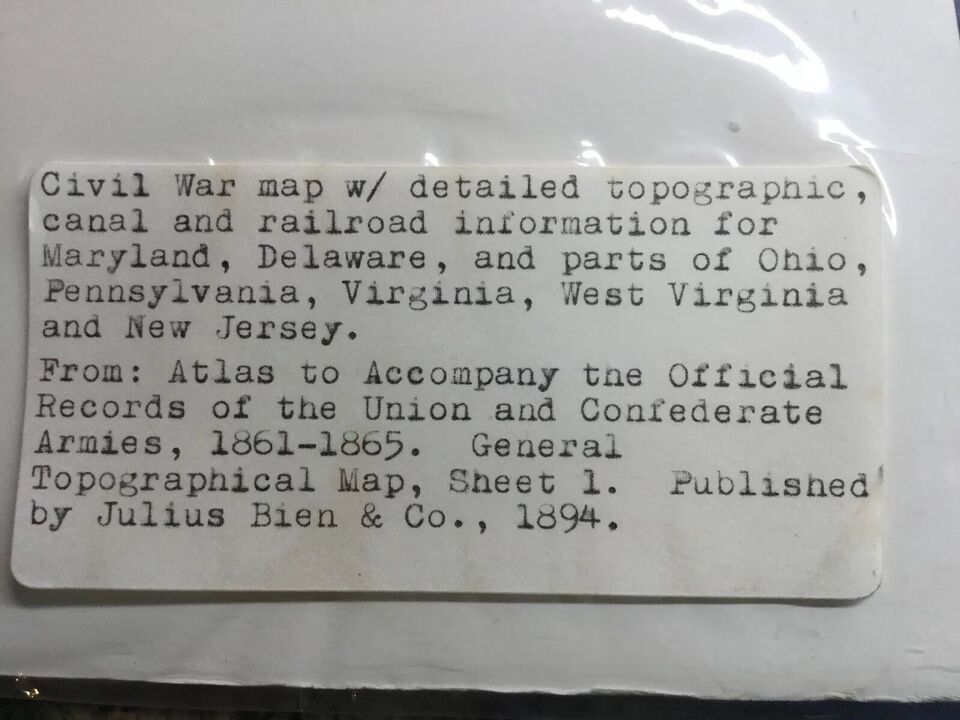 Civil War map w/ detailed topographic,
canal and railroad information for
Maryland, Delaware, and parts of Ohio,
Pennsylvania, Virginia, West Virginia
and New Jersey.
From: Atlas to Accompany the Official
Records of the Union and Confederate
Armies, 1861-1865. General
Topographical Map, Sheet 1. Published
by Julius Bien & Co., 1894.